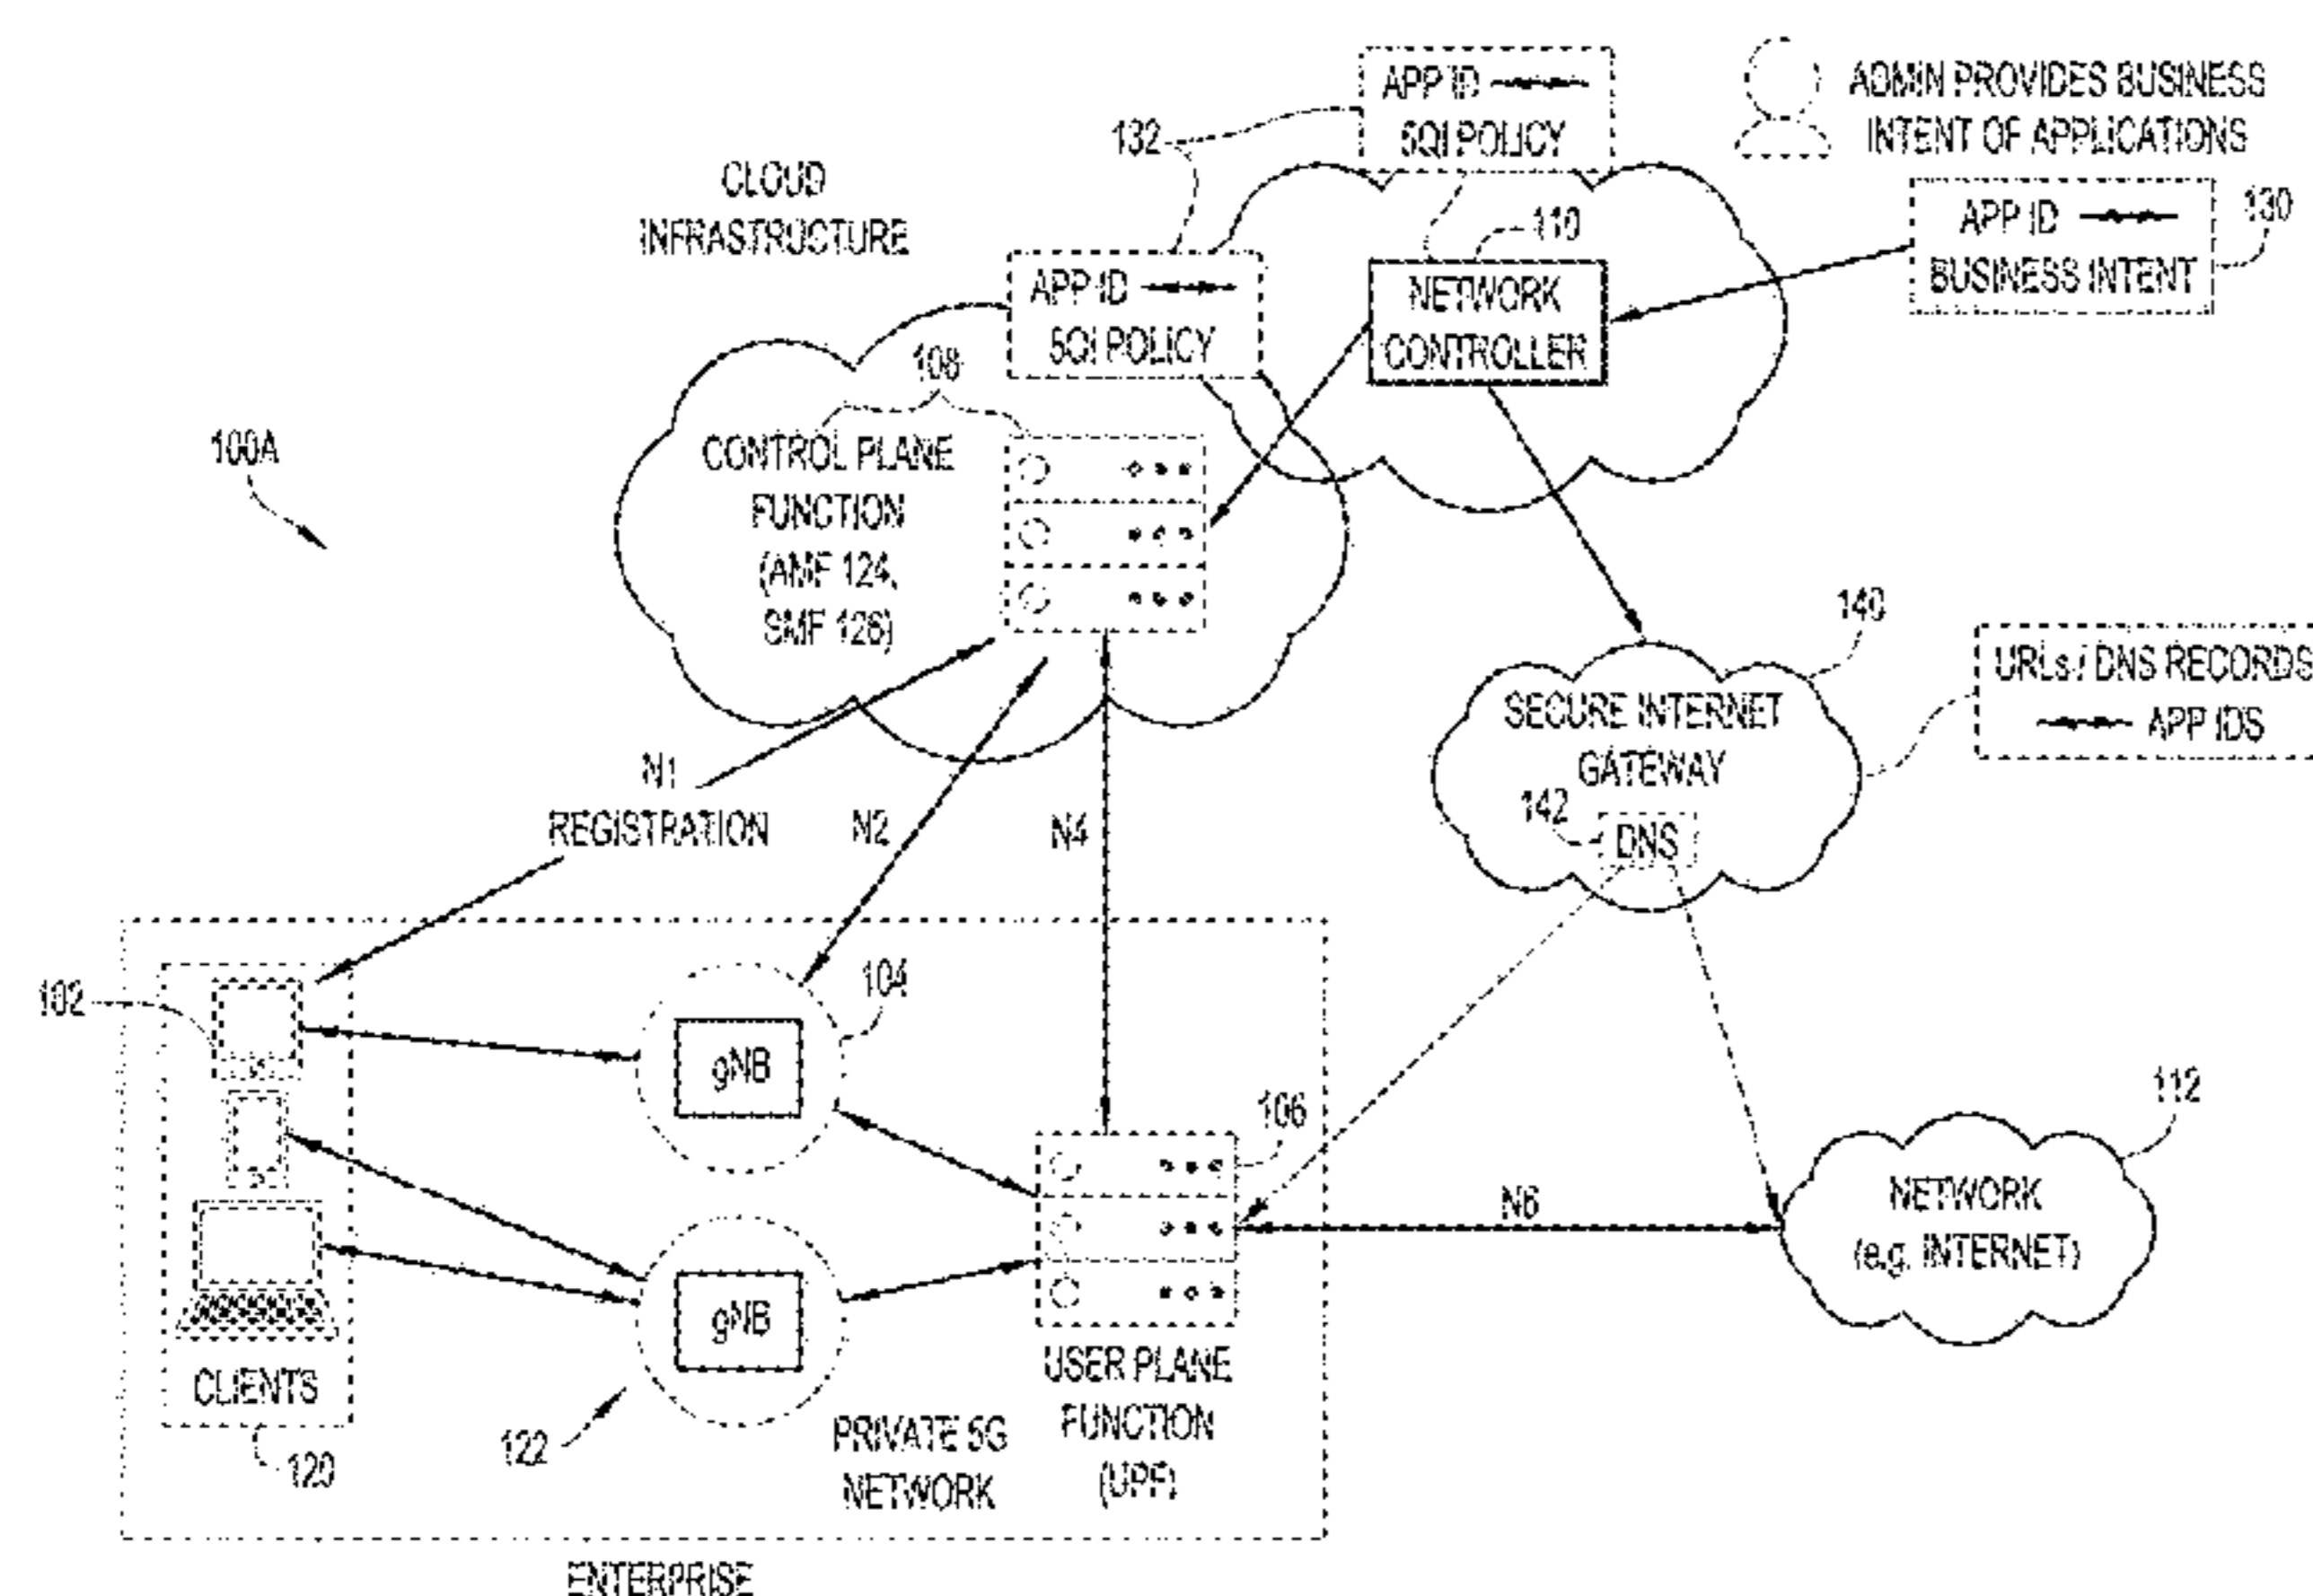 APP ID
5QI POLICY
ADMIN PROVIDES BUSINESS
INTENT OF APPLICATIONS
132
CLOUD
INFRASTRUCTURE
110
APP ID
BUSINESS INTENT
130
APP ID
5QI POLICY
NETWORK
CONTROLLER
108
100A
CONTROL PLANE
FUNCTION
(AMF 124,
SMF 126)
140
URLs / DNS RECORDS
APP IDS
SECURE INTERNET
GATEWAY
142
DNS
N1
REGISTRATION
N2
N4
102
104
gNB
106
112
N6
NETWORK
(e.g. INTERNET)
gNB
CLIENTS
120
122
PRIVATE 5G
NETWORK
USER PLANE
FUNCTION
(UPF)
ENTERPRISE